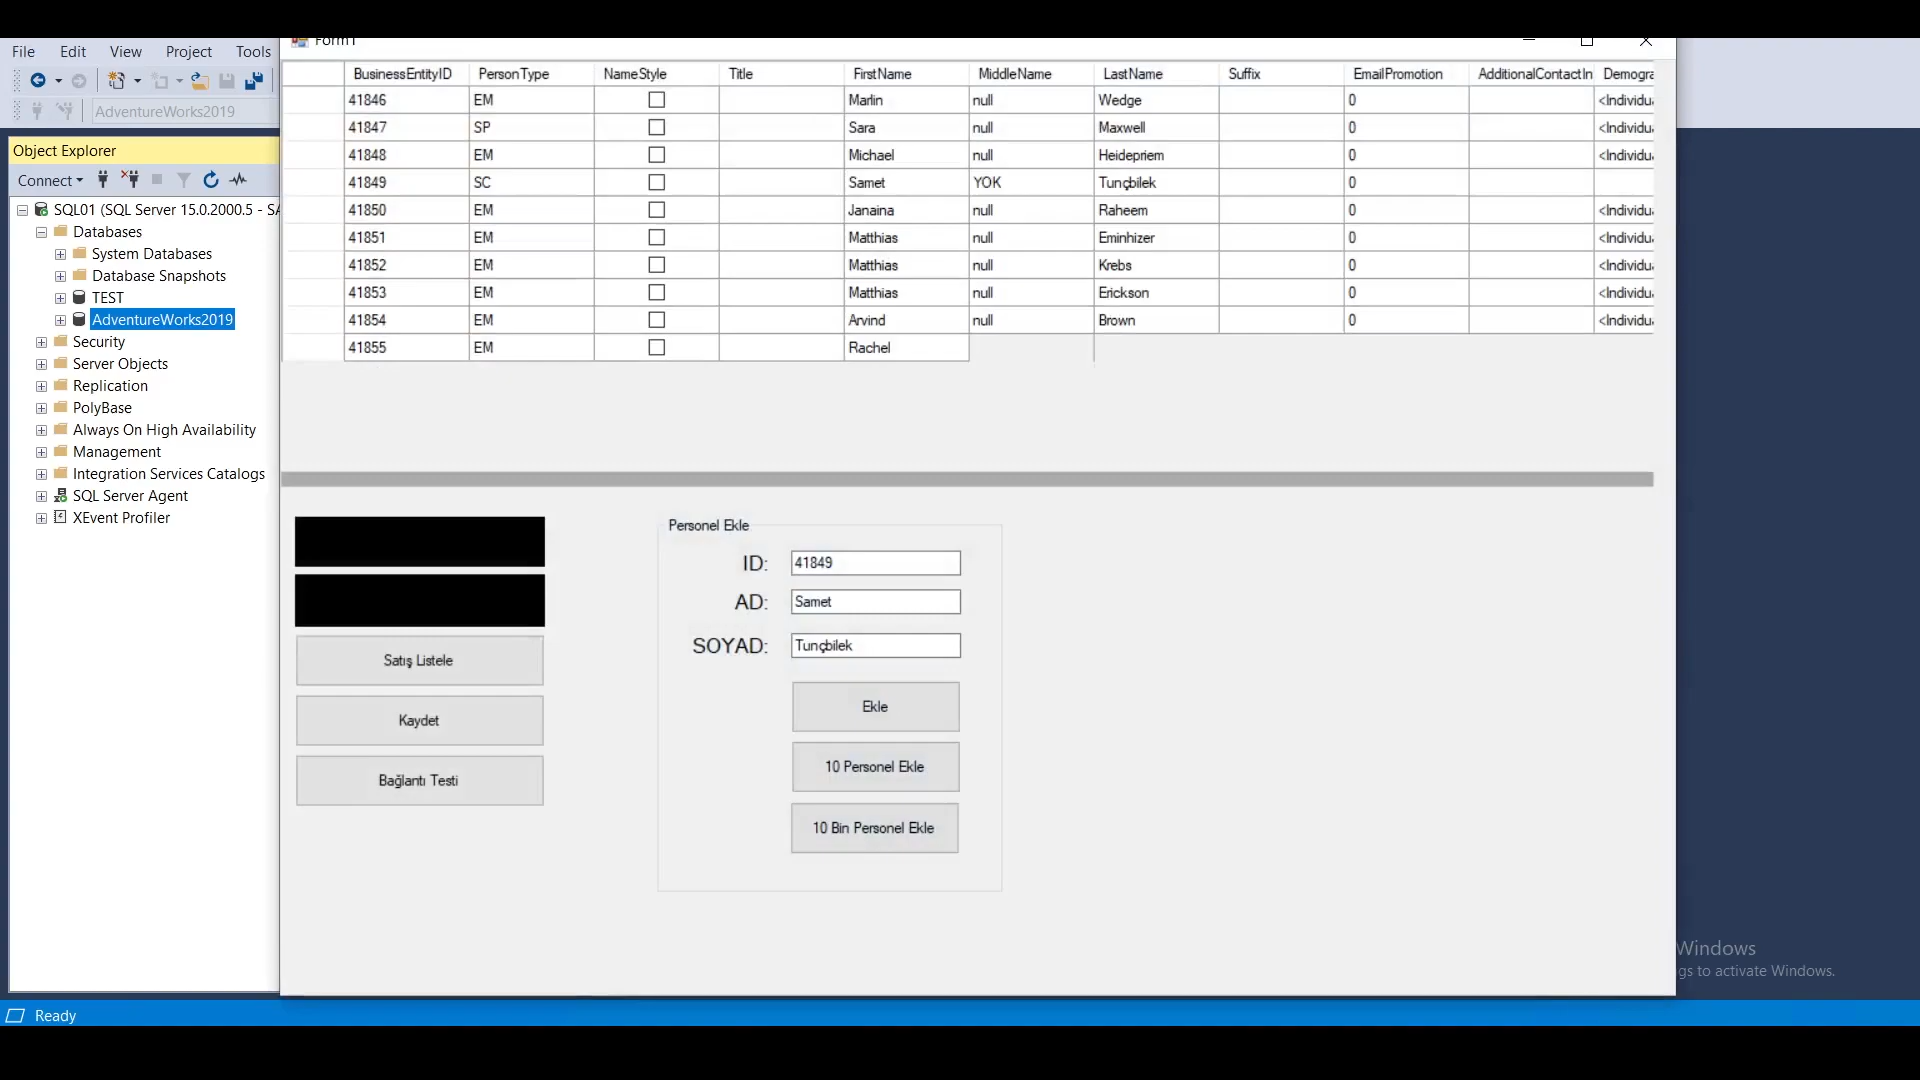 File Edit View Project Tools
Form1
AdventureWorks2019
Object Explorer
Connect
SQL01 (SQL Server 15.0.2000.5 - SA
Databases
System Databases
Database Snapshots
TEST
AdventureWorks2019
Security
Server Objects
Replication
PolyBase
Always On High Availability
Management
Integration Services Catalogs
SQL Server Agent
XEvent Profiler
BusinessEntityID PersonType NameStyle Title FirstName MiddleName LastName Suffix EmailPromotion AdditionalContactIn Demogra
41846 EM Marlin null Wedge 0 <Individu
41847 SP Sara null Maxwell 0 <Individu
41848 EM Michael null Heidepriem 0 <Individu
41849 SC Samet YOK Tunçbilek 0
41850 EM Janaina null Raheem 0 <Individu
41851 EM Matthias null Eminhizer 0 <Individu
41852 EM Matthias null Krebs 0 <Individu
41853 EM Matthias null Erickson 0 <Individu
41854 EM Arvind null Brown 0 <Individu
41855 EM Rachel
Satış Listele
Kaydet
Bağlantı Testi
Personel Ekle
ID: 41849
AD: Samet
SOYAD: Tunçbilek
Ekle
10 Personel Ekle
10 Bin Personel Ekle
Windows
gs to activate Windows.
Ready